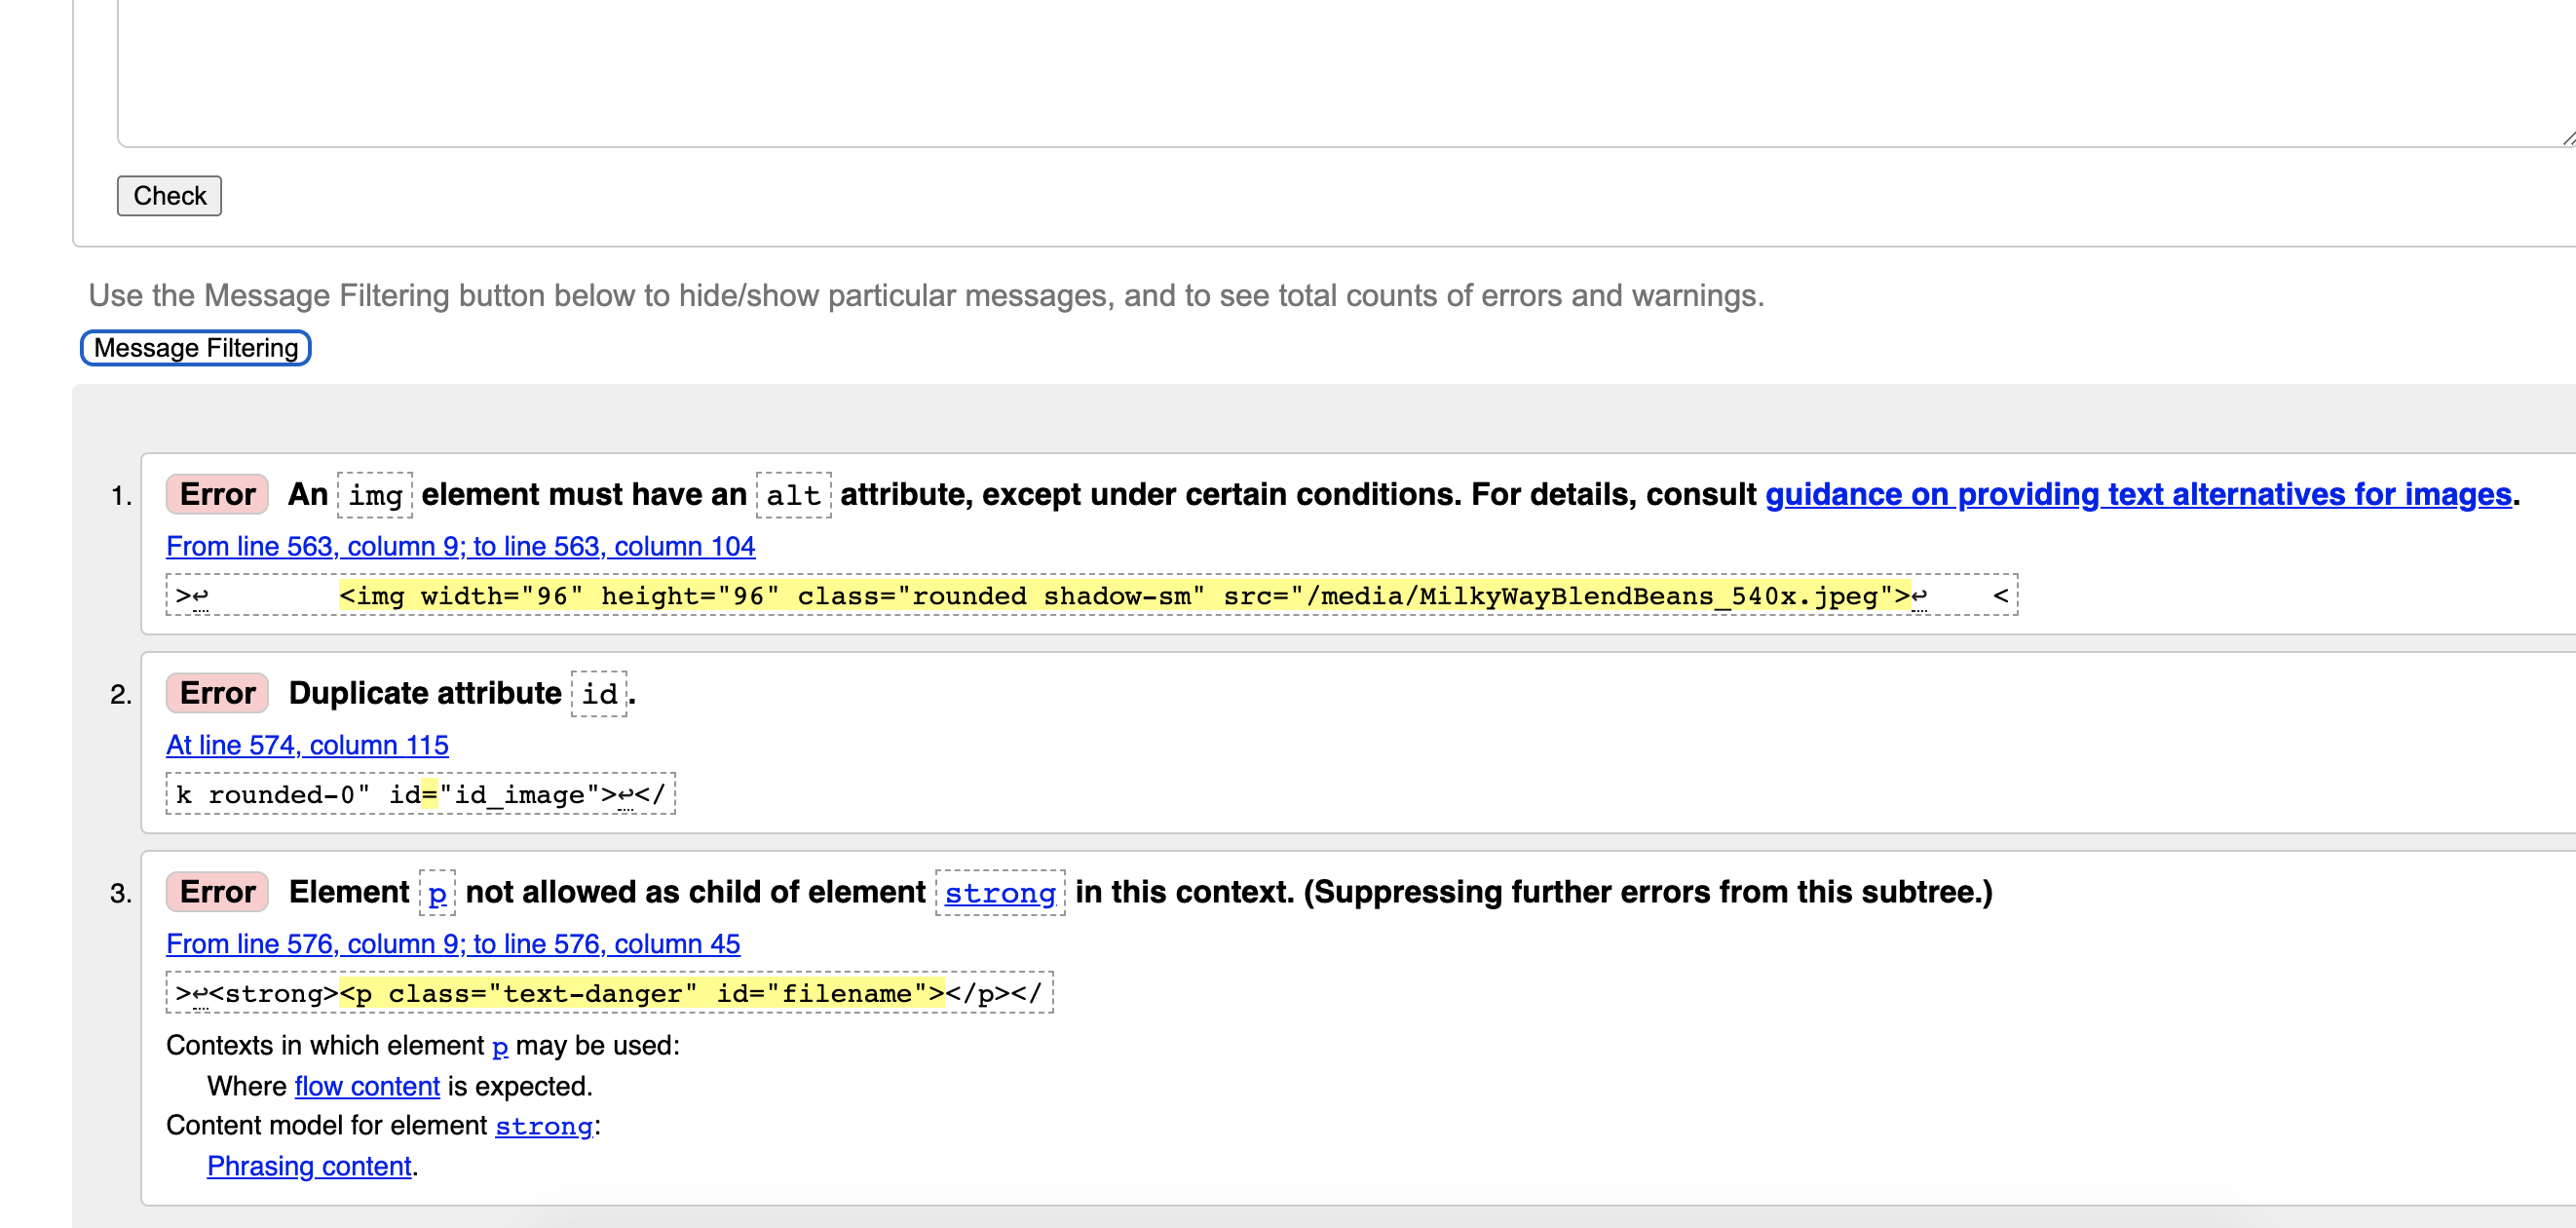 Check
Use the Message Filtering button below to hide/show particular messages, and to see total counts of errors and warnings.
Message Filtering
1. Error An img element must have an alt attribute, except under certain conditions. For details, consult guidance on providing text alternatives for images.
From line 563, column 9; to line 563, column 104
>↩        <img width="96" height="96" class="rounded shadow-sm" src="/media/MilkyWayBlendBeans_540x.jpeg">↩    <
2. Error Duplicate attribute id.
At line 574, column 115
k rounded-0" id="id_image">↩</
3. Error Element p not allowed as child of element strong in this context. (Suppressing further errors from this subtree.)
From line 576, column 9; to line 576, column 45
>↩<strong><p class="text-danger" id="filename"></p></
Contexts in which element p may be used:
Where flow content is expected.
Content model for element strong:
Phrasing content.